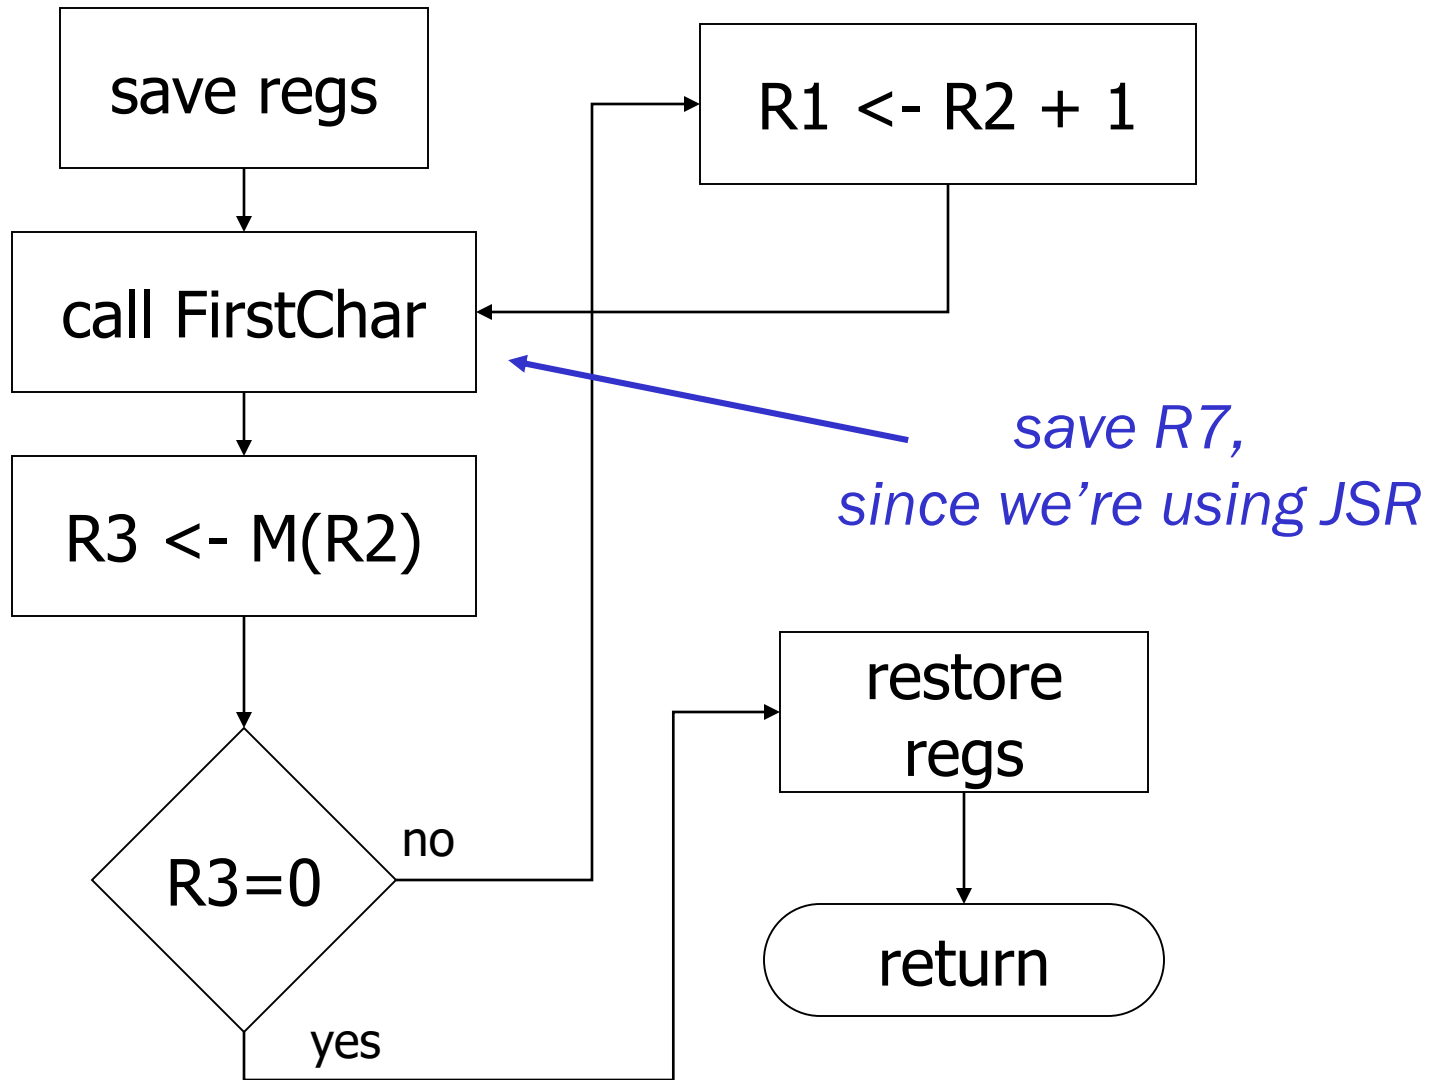 save regs
R1 <- R2 + 1
call FirstChar
save R7,
since we’re using JSR
R3 <- M(R2)
restore
regs
no
R3=0
return
yes